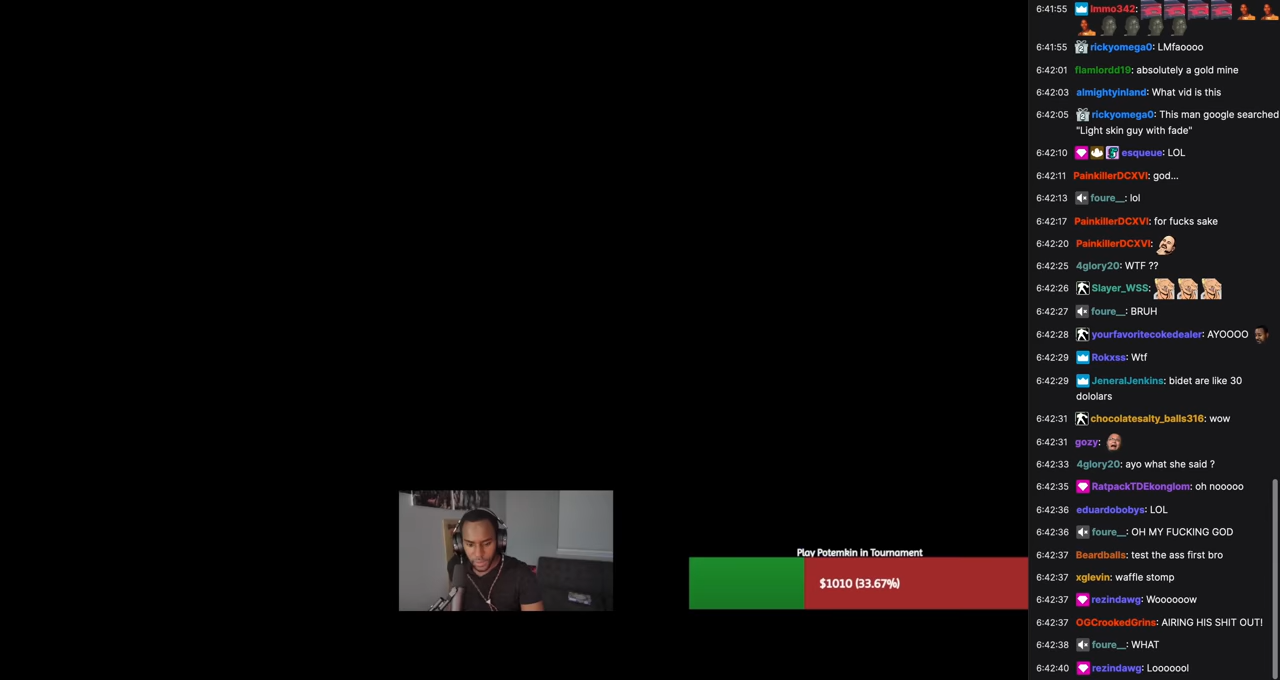 6:41:55 lmmo342:
6:41:55 rickyomega0: LMfaoooo
6:42:01 flamlordd19: absolutely a gold mine
6:42:03 almightyinland: What vid is this
6:42:05 rickyomega0: This man google searched
"Light skin guy with fade"
6:42:10 esqueue: LOL
6:42:11 PainkillerDCXVI: god...
6:42:13 foure__: lol
6:42:17 PainkillerDCXVI: for fucks sake
6:42:20 PainkillerDCXVI:
6:42:25 4glory20: WTF ??
6:42:26 Slayer_WSS:
6:42:27 foure__: BRUH
6:42:28 yourfavoritecokedealer: AYOOOO
6:42:29 Rokxss: Wtf
6:42:29 JeneralJenkins: bidet are like 30
dololars
6:42:31 chocolatesalty_balls316: wow
6:42:31 gozy:
6:42:33 4glory20: ayo what she said ?
6:42:35 RatpackTDEkonglom: oh nooooo
6:42:36 eduardobobys: LOL
6:42:36 foure__: OH MY FUCKING GOD
6:42:37 Beardballs: test the ass first bro
6:42:37 xglevin: waffle stomp
6:42:37 rezindawg: Woooooow
6:42:37 OGCrookedGrins: AIRING HIS SHIT OUT!
6:42:38 foure__: WHAT
6:42:40 rezindawg: Looooool
Play Potemkin in Tournament
$1010 (33.67%)